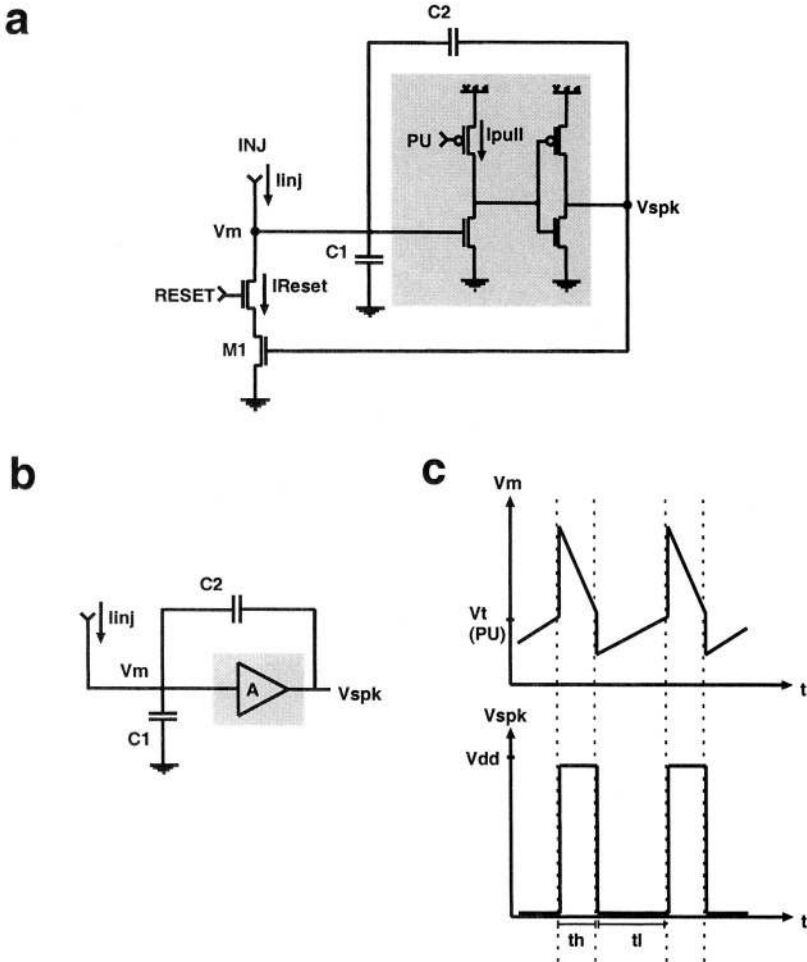 a
C2
PU
Ipull
INJ
Iinj
Vm
Vspk
C1
RESET
IReset
M1
b
C2
Iinj
Vm
A
Vspk
C1
c
Vm
Vt
(PU)
t
Vspk
Vdd
t
th
tl